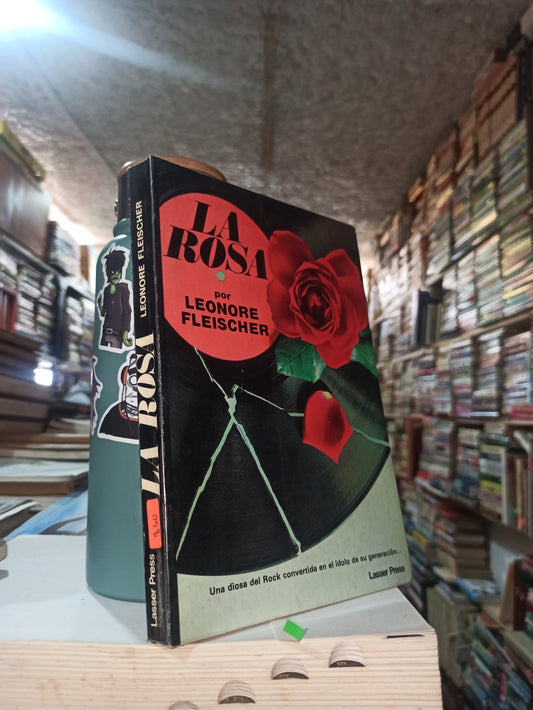 LA
ROSA
por
LEONORE
FLEISCHER
Una diosa del Rock convertida en el ídolo de su generación...
Lasser Press
LEONORE FLEISCHER
LA ROSA
Lasser Press